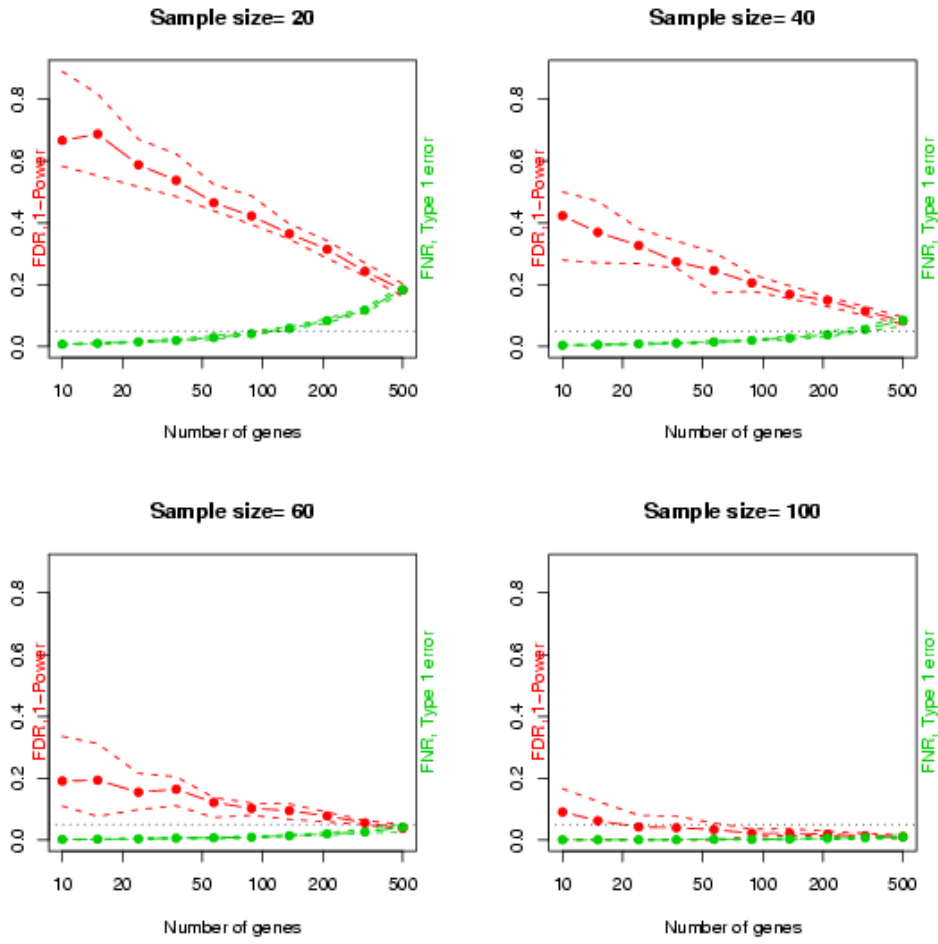 Sample size= 20
0.0 0.2 0.4 0.6 0.8
FDR, 1-Power
FNR, Type 1 error
10 20 50 100 200 500
Number of genes
Sample size= 40
0.0 0.2 0.4 0.6 0.8
FDR, 1-Power
FNR, Type 1 error
10 20 50 100 200 500
Number of genes
Sample size= 60
0.0 0.2 0.4 0.6 0.8
FDR, 1-Power
FNR, Type 1 error
10 20 50 100 200 500
Number of genes
Sample size= 100
0.0 0.2 0.4 0.6 0.8
FDR, 1-Power
FNR, Type 1 error
10 20 50 100 200 500
Number of genes